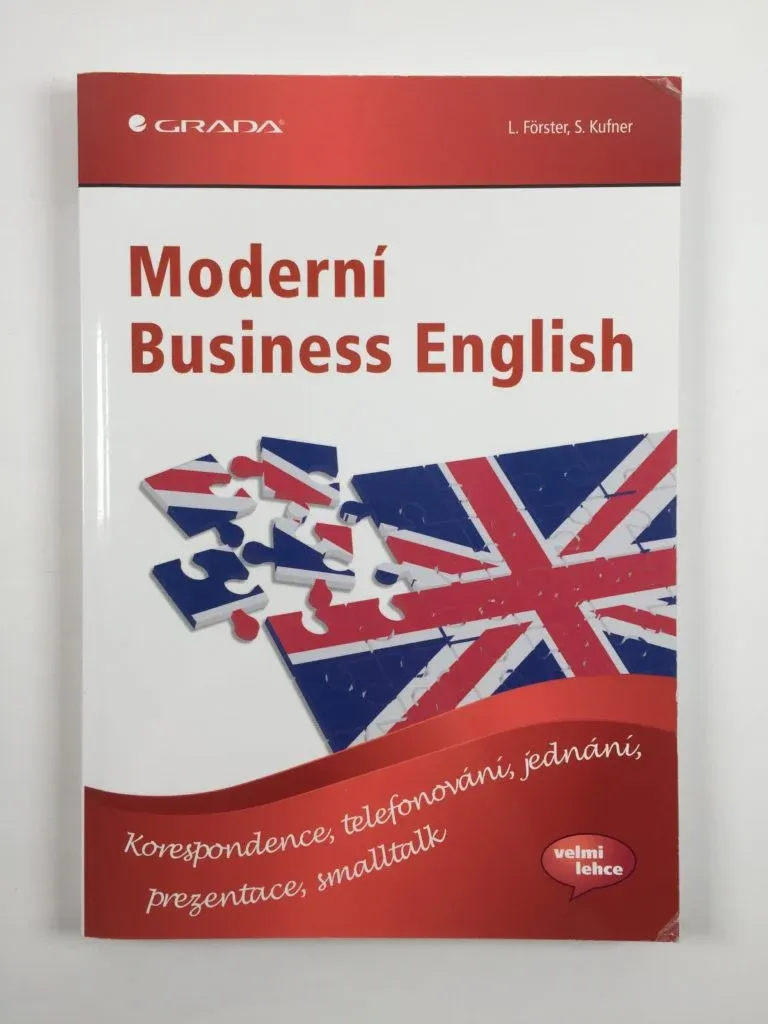 GRADA®
L. Förster, S. Kufner
Moderní
Business English
Korespondence, telefonování, jednání,
prezentace, smalltalk
velmi
lehce